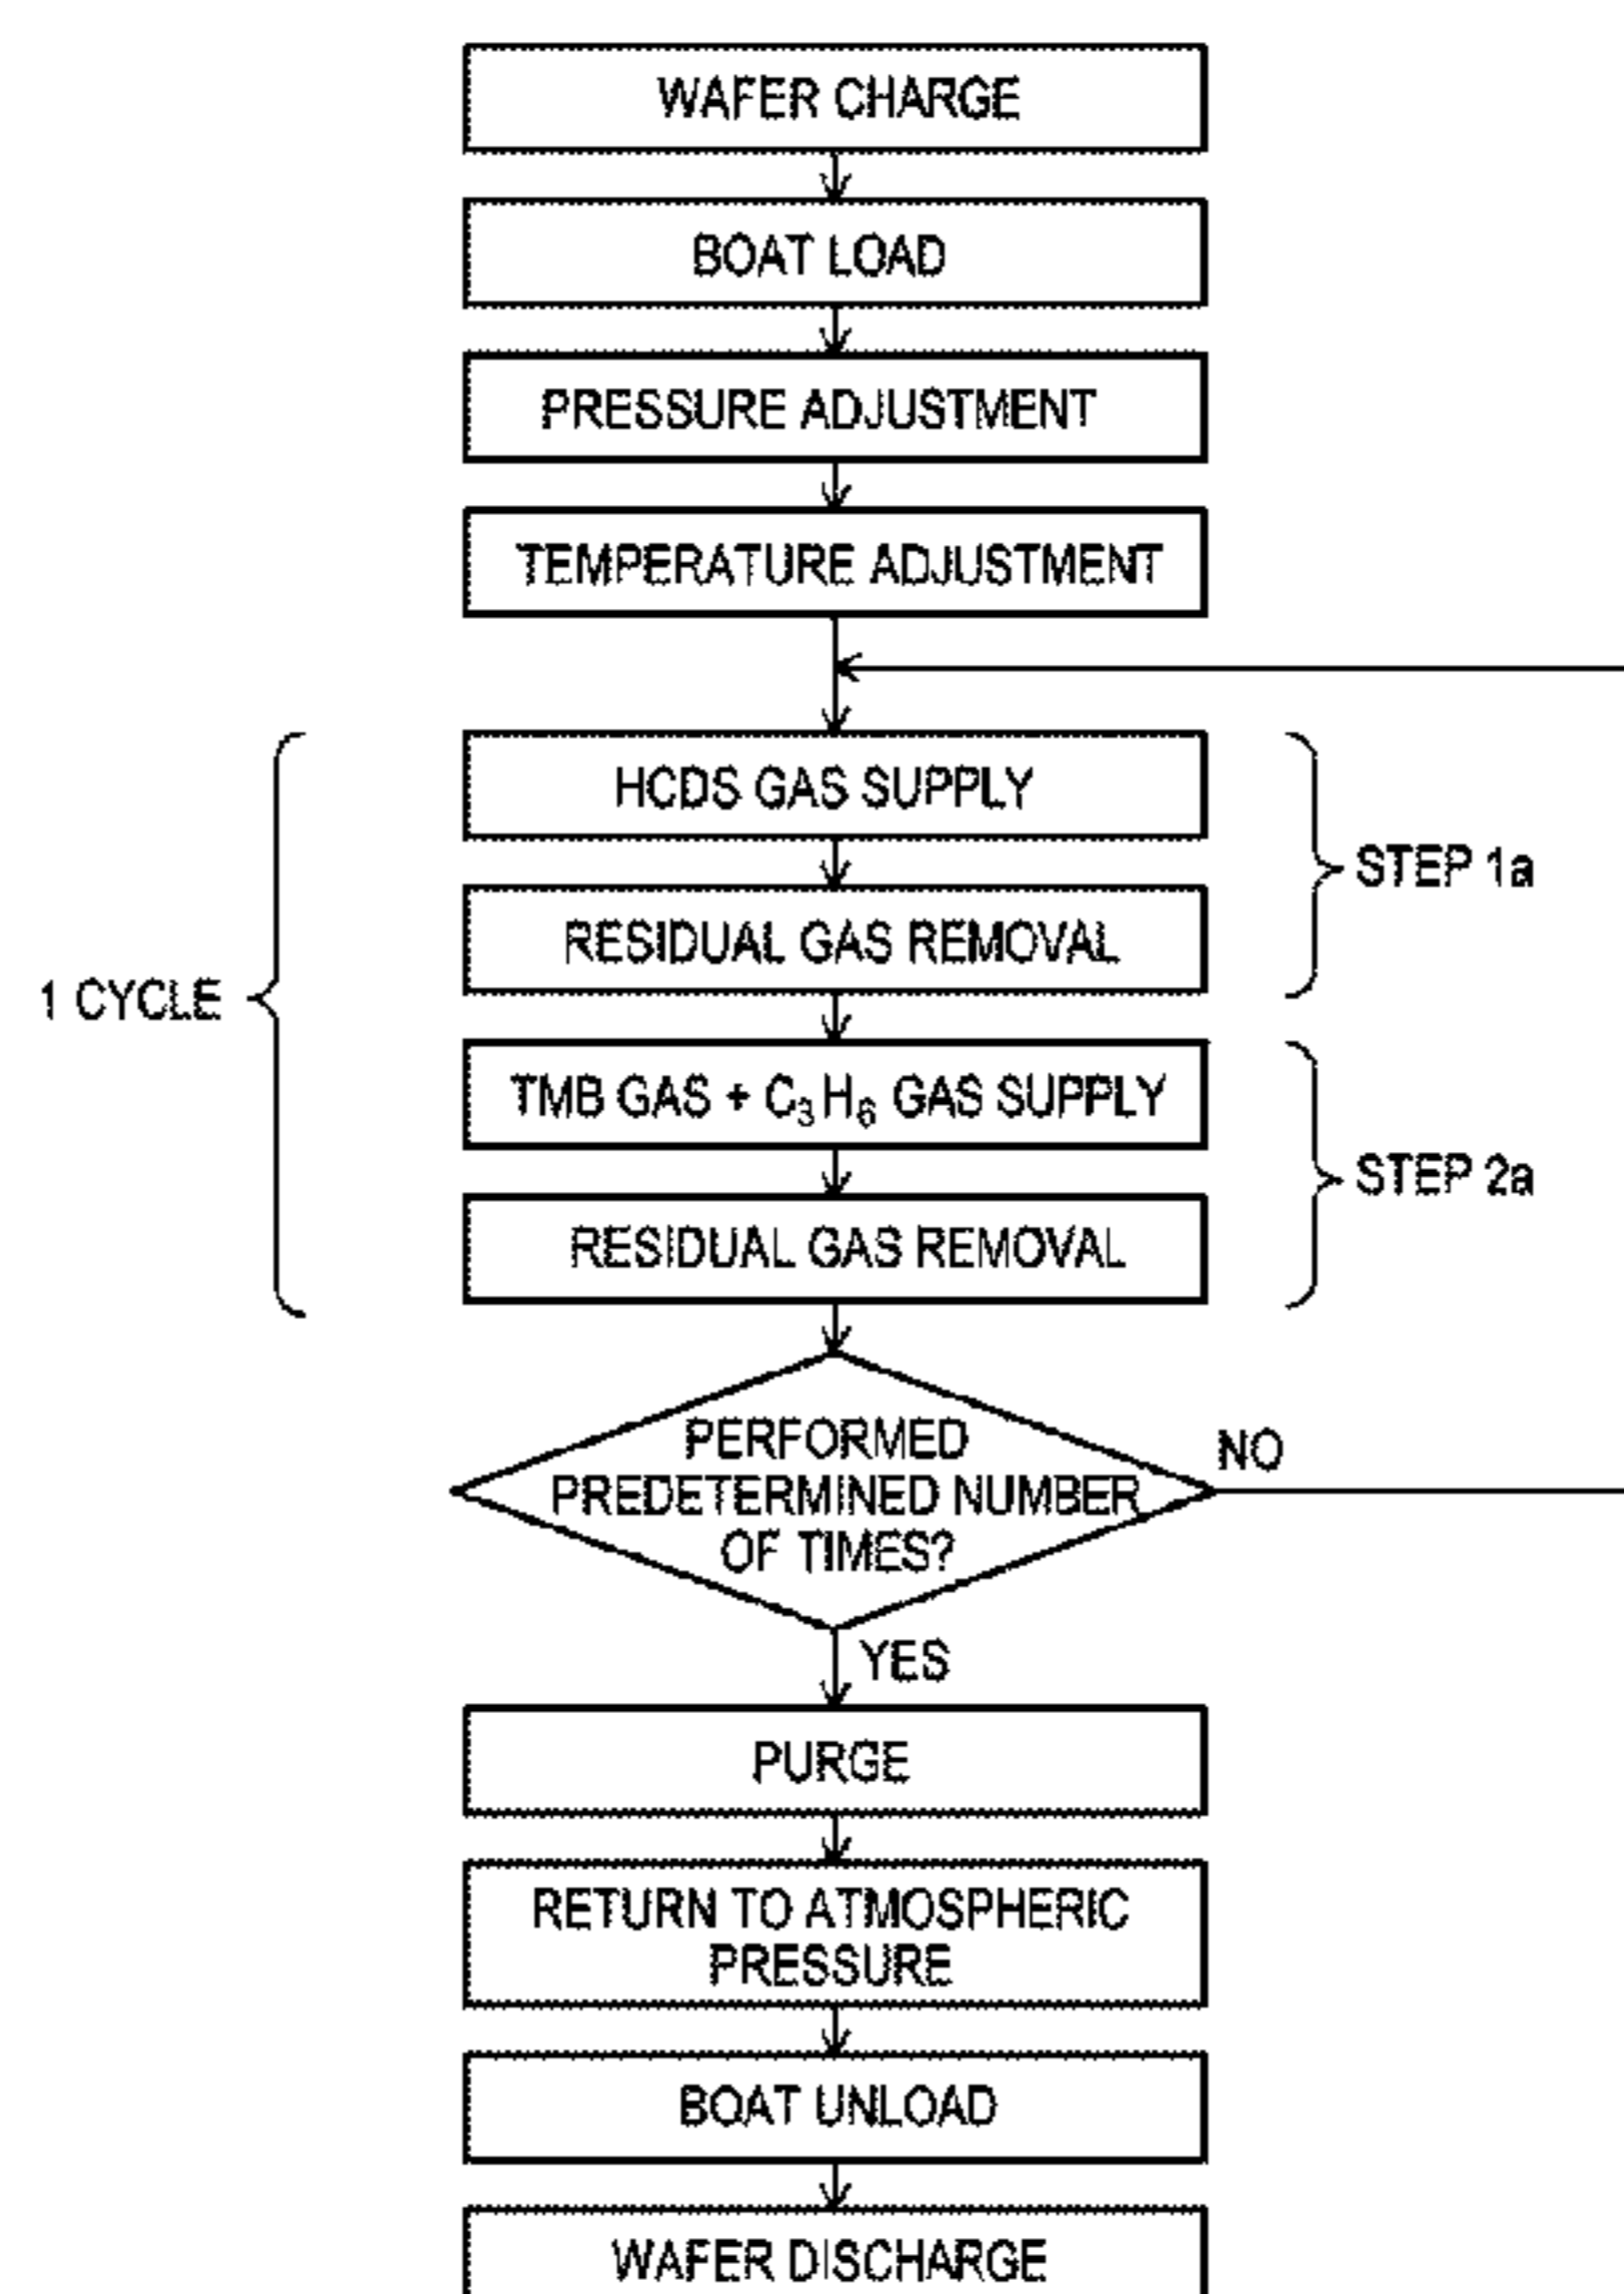 WAFER CHARGE
BOAT LOAD
PRESSURE ADJUSTMENT
TEMPERATURE ADJUSTMENT
HCDS GAS SUPPLY
STEP 1a
RESIDUAL GAS REMOVAL
1 CYCLE
TMB GAS + C₃H₆ GAS SUPPLY
STEP 2a
RESIDUAL GAS REMOVAL
PERFORMED
PREDETERMINED NUMBER
OF TIMES?
NO
YES
PURGE
RETURN TO ATMOSPHERIC
PRESSURE
BOAT UNLOAD
WAFER DISCHARGE